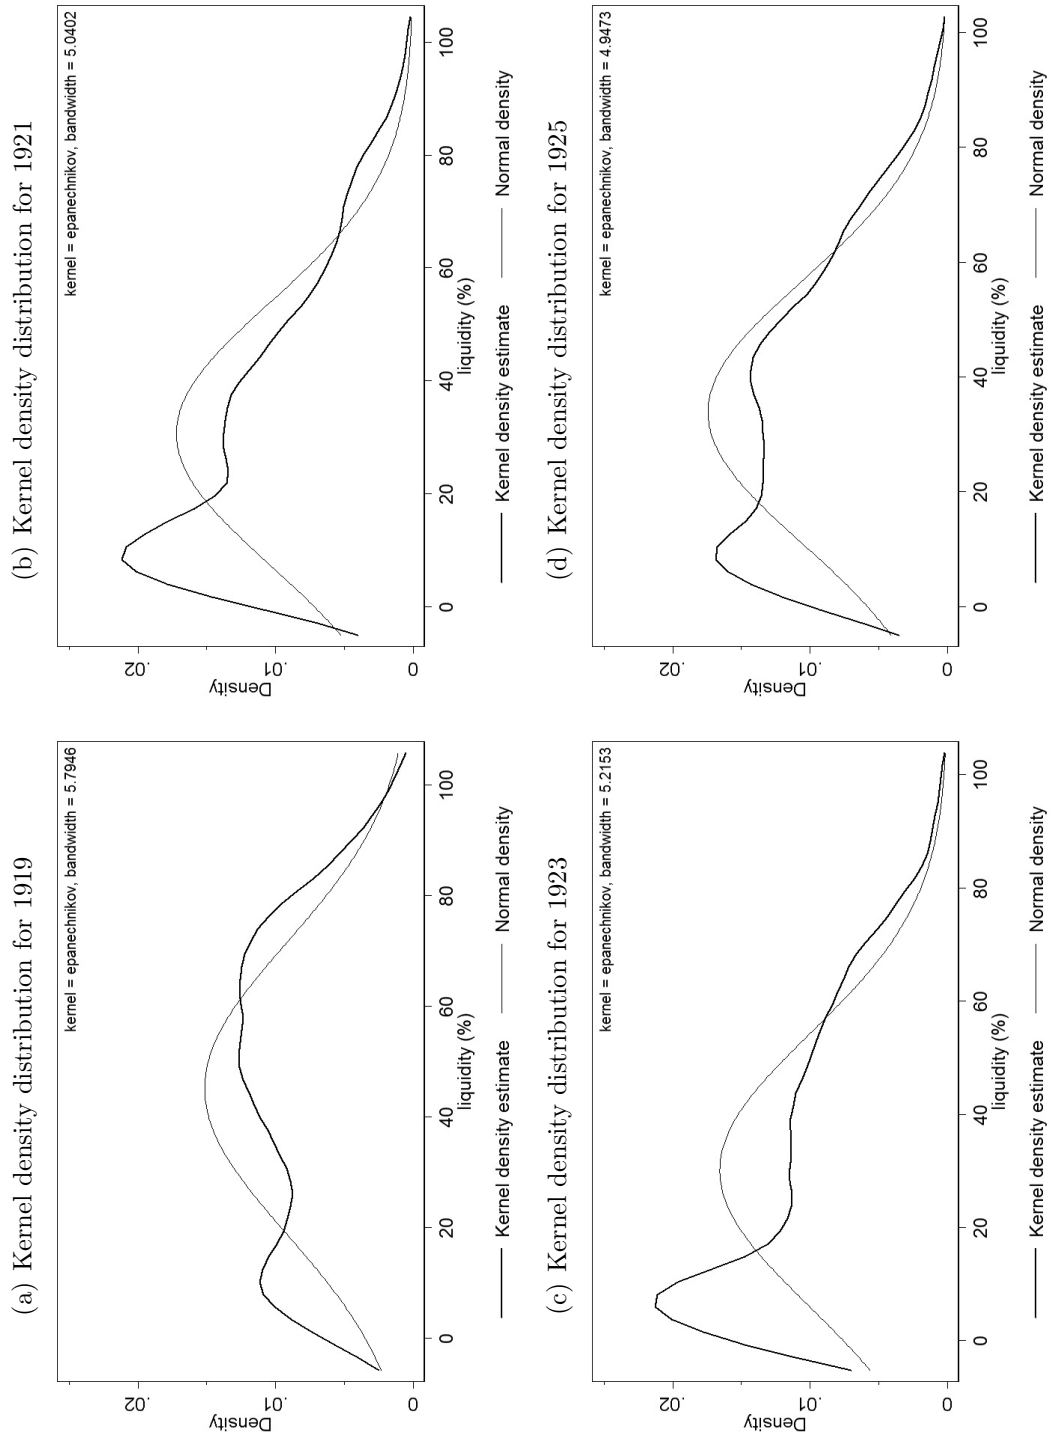 (a) Kernel density distribution for 1919
kernel = epanechnikov, bandwidth = 5.7946
Density
0 .01 .02
0 20 40 60 80 100
liquidity (%)
Kernel density estimate Normal density
(b) Kernel density distribution for 1921
kernel = epanechnikov, bandwidth = 5.0402
Density
0 .01 .02
0 20 40 60 80 100
liquidity (%)
Kernel density estimate Normal density
(c) Kernel density distribution for 1923
kernel = epanechnikov, bandwidth = 5.2153
Density
0 .01 .02
0 20 40 60 80 100
liquidity (%)
Kernel density estimate Normal density
(d) Kernel density distribution for 1925
kernel = epanechnikov, bandwidth = 4.9473
Density
0 .01 .02
0 20 40 60 80 100
liquidity (%)
Kernel density estimate Normal density